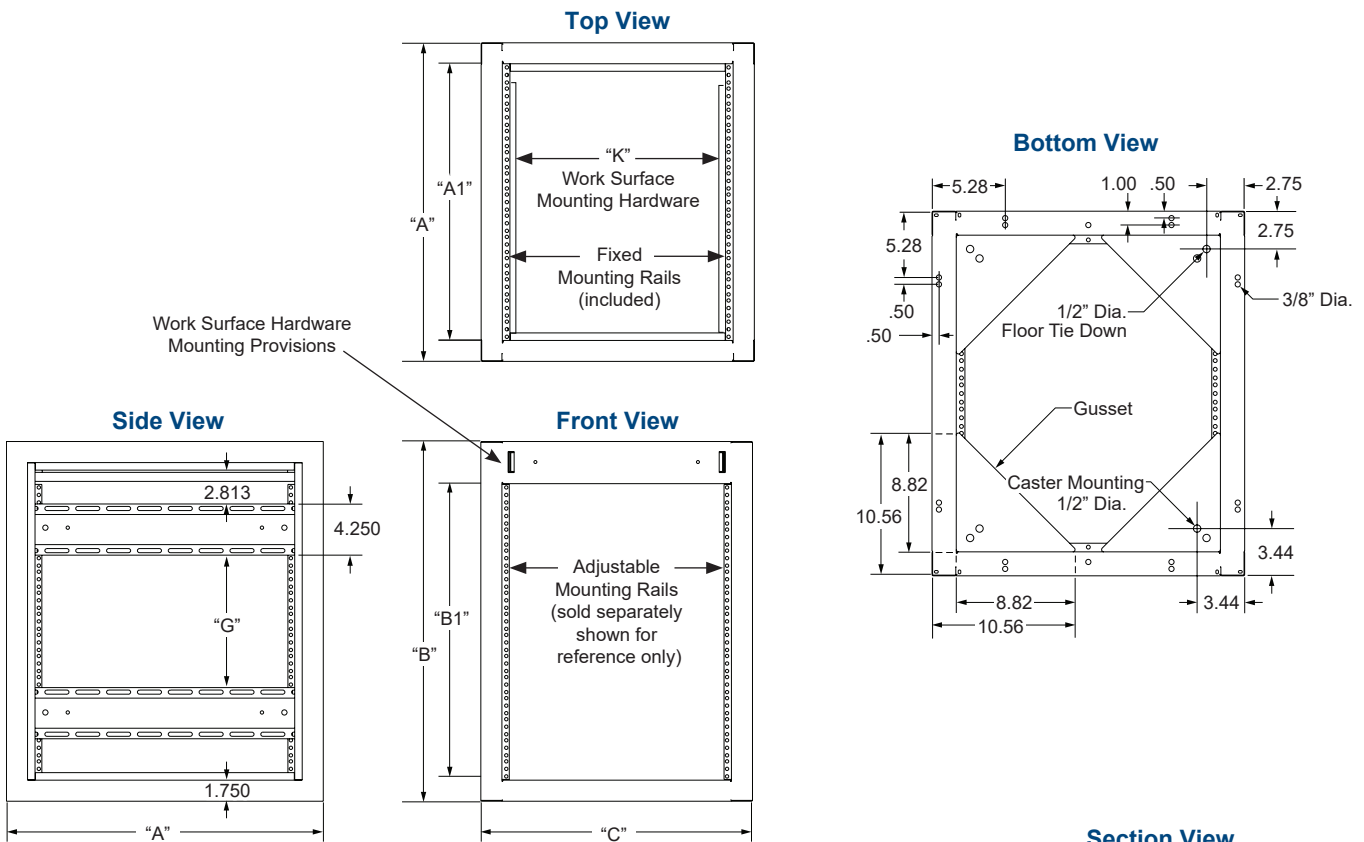 Top View
“A”
“A1”
“K”
Work Surface
Mounting Hardware
Fixed
Mounting Rails
(included)
Work Surface Hardware
Mounting Provisions
Side View
2.813
4.250
“G”
1.750
“A”
Front View
“B”
“B1”
Adjustable
Mounting Rails
(sold separately
shown for
reference only)
“C”
Bottom View
5.28
1.00
.50
2.75
2.75
5.28
.50
.50
3/8” Dia.
1/2” Dia.
Floor Tie Down
Gusset
8.82
10.56
Caster Mounting
1/2” Dia.
3.44
8.82
3.44
10.56
Section View